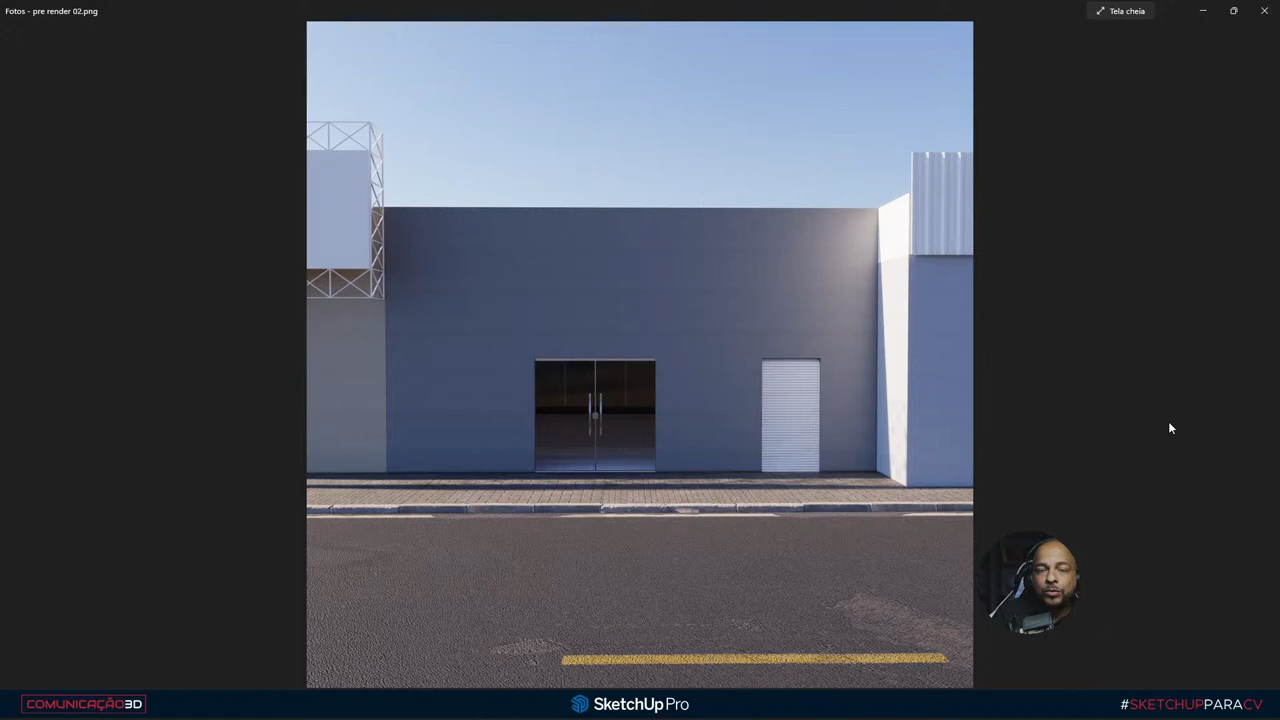 Fotos - pre render 02.png
Tela cheia
COMUNICAÇÃO3D
SketchUp Pro
#SKETCHUPPARACV